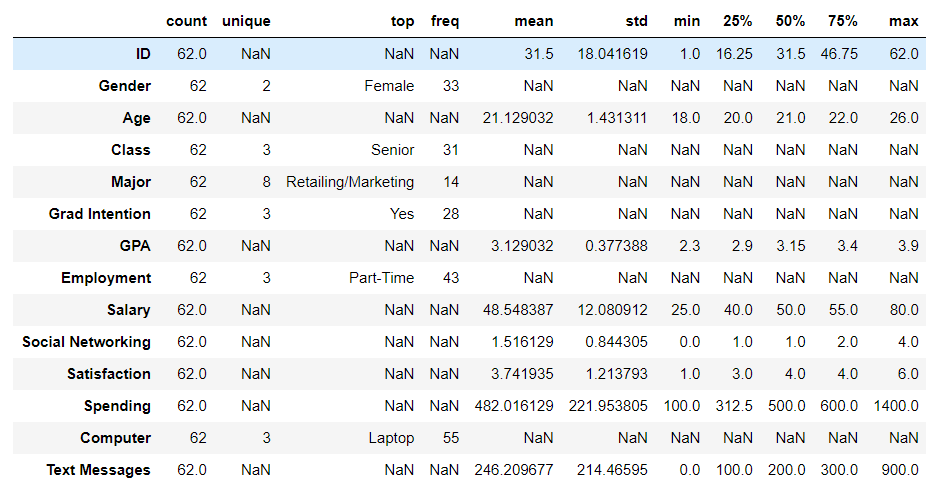 count unique top freq mean std min 25% 50% 75% max
ID 62.0 NaN NaN NaN 31.5 18.041619 1.0 16.25 31.5 46.75 62.0
Gender 62 2 Female 33 NaN NaN NaN NaN NaN NaN NaN
Age 62.0 NaN NaN NaN 21.129032 1.431311 18.0 20.0 21.0 22.0 26.0
Class 62 3 Senior 31 NaN NaN NaN NaN NaN NaN NaN
Major 62 8 Retailing/Marketing 14 NaN NaN NaN NaN NaN NaN NaN
Grad Intention 62 3 Yes 28 NaN NaN NaN NaN NaN NaN NaN
GPA 62.0 NaN NaN NaN 3.129032 0.377388 2.3 2.9 3.15 3.4 3.9
Employment 62 3 Part-Time 43 NaN NaN NaN NaN NaN NaN NaN
Salary 62.0 NaN NaN NaN 48.548387 12.080912 25.0 40.0 50.0 55.0 80.0
Social Networking 62.0 NaN NaN NaN 1.516129 0.844305 0.0 1.0 1.0 2.0 4.0
Satisfaction 62.0 NaN NaN NaN 3.741935 1.213793 1.0 3.0 4.0 4.0 6.0
Spending 62.0 NaN NaN NaN 482.016129 221.953805 100.0 312.5 500.0 600.0 1400.0
Computer 62 3 Laptop 55 NaN NaN NaN NaN NaN NaN NaN
Text Messages 62.0 NaN NaN NaN 246.209677 214.46595 0.0 100.0 200.0 300.0 900.0